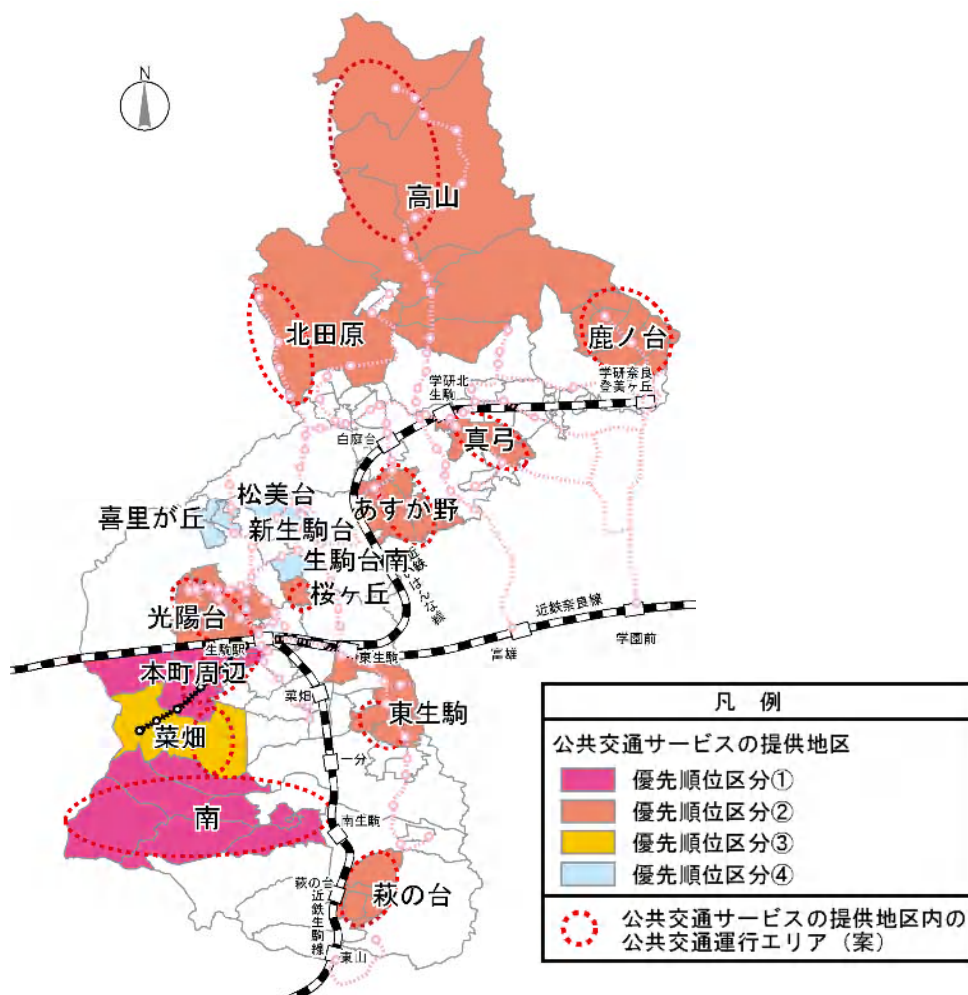 N
高山
北田原
鹿ノ台
学研奈良
登美ヶ丘
学研北
生駒
白庭台
真弓
あすか野
松美台
喜里が丘
新生駒台
生駒台南
桜ヶ丘
近鉄けいはんな線
光陽台
近鉄奈良線
生駒駅
東生駒
富雄
学園前
本町周辺
菜畑
東生駒
菜畑
一分
南
南生駒
萩の台
萩の台
近鉄生駒線
東山
凡 例
公共交通サービスの提供地区
優先順位区分①
優先順位区分②
優先順位区分③
優先順位区分④
公共交通サービスの提供地区内の
公共交通運行エリア（案）